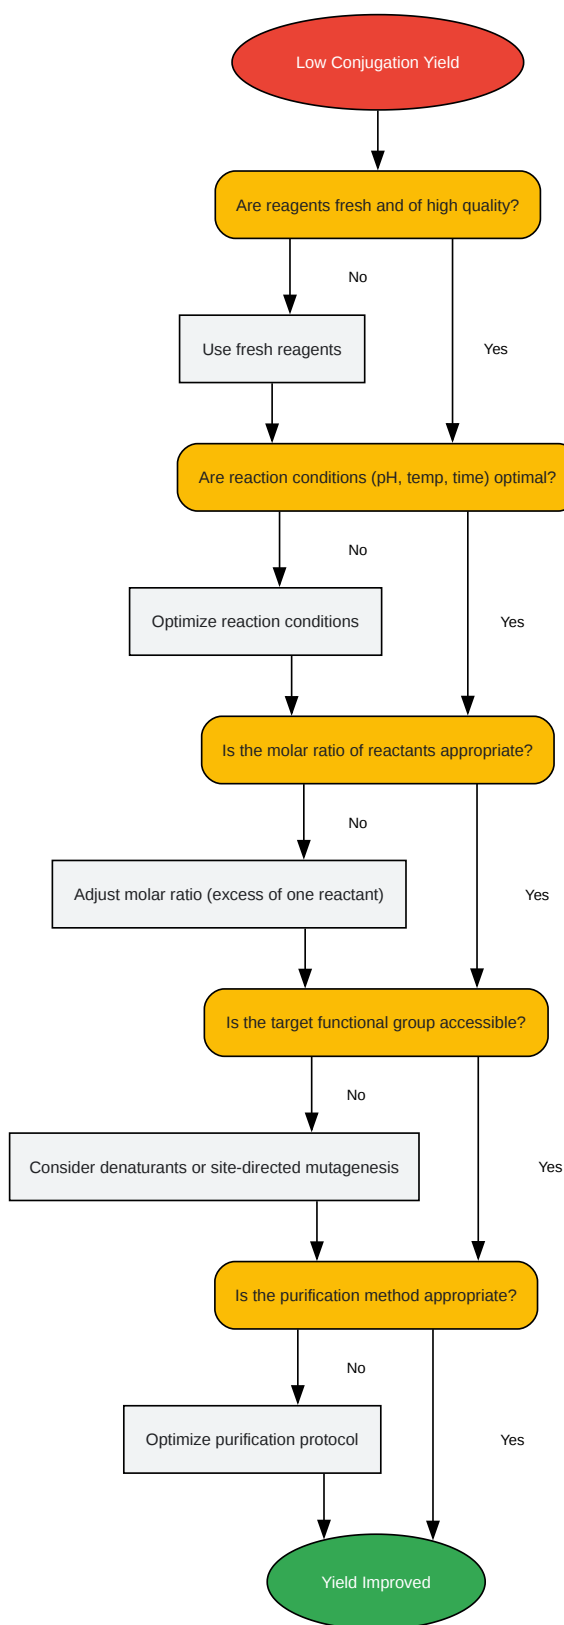 Low Conjugation Yield
Are reagents fresh and of high quality?
No
Use fresh reagents
Yes
Are reaction conditions (pH, temp, time) optimal?
No
Optimize reaction conditions
Yes
Is the molar ratio of reactants appropriate?
No
Adjust molar ratio (excess of one reactant)
Yes
Is the target functional group accessible?
No
Consider denaturants or site-directed mutagenesis
Yes
Is the purification method appropriate?
No
Optimize purification protocol
Yes
Yield Improved